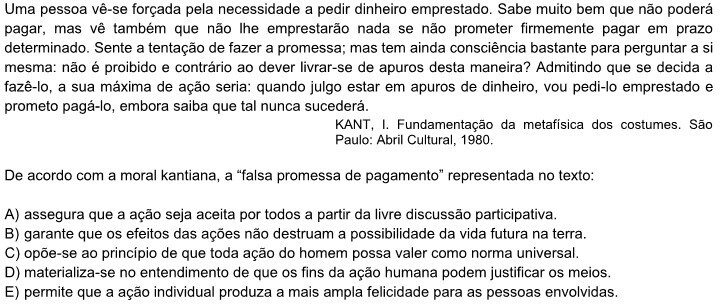 Uma pessoa vê-se forçada pela necessidade a pedir dinheiro emprestado. Sabe muito bem que não poderá
pagar, mas vê também que não lhe emprestarão nada se não prometer firmemente pagar em prazo
determinado. Sente a tentação de fazer a promessa; mas tem ainda consciência bastante para perguntar a si
mesma: não é proibido e contrário ao dever livrar-se de apuros desta maneira? Admitindo que se decida a
fazê-lo, a sua máxima de ação seria: quando julgo estar em apuros de dinheiro, vou pedi-lo emprestado e
prometo pagá-lo, embora saiba que tal nunca sucederá.
KANT, I. Fundamentação da metafísica dos costumes. São
Paulo: Abril Cultural, 1980.
De acordo com a moral kantiana, a “falsa promessa de pagamento” representada no texto:
A) assegura que a ação seja aceita por todos a partir da livre discussão participativa.
B) garante que os efeitos das ações não destruam a possibilidade da vida futura na terra.
C) opõe-se ao princípio de que toda ação do homem possa valer como norma universal.
D) materializa-se no entendimento de que os fins da ação humana podem justificar os meios.
E) permite que a ação individual produza a mais ampla felicidade para as pessoas envolvidas.